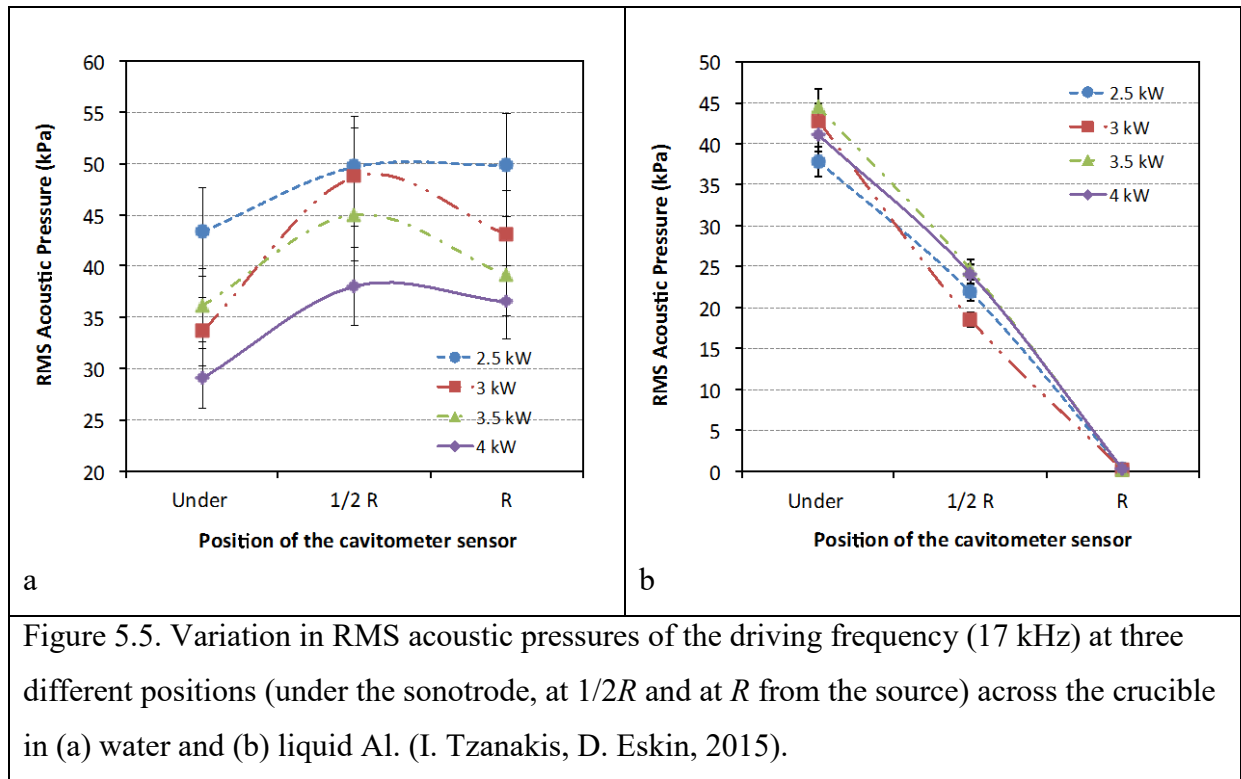 60
55
50
45
40
35
30
25
20
RMS Acoustic Pressure (kPa)
2.5 kW
3 kW
3.5 kW
4 kW
Under 1/2 R R
Position of the cavitometer sensor
a
50
45
40
35
30
25
20
15
10
5
0
RMS Acoustic Pressure (kPa)
2.5 kW
3 kW
3.5 kW
4 kW
Under 1/2 R R
Position of the cavitometer sensor
b
Figure 5.5. Variation in RMS acoustic pressures of the driving frequency (17 kHz) at three
different positions (under the sonotrode, at 1/2R and at R from the source) across the crucible
in (a) water and (b) liquid Al. (I. Tzanakis, D. Eskin, 2015).